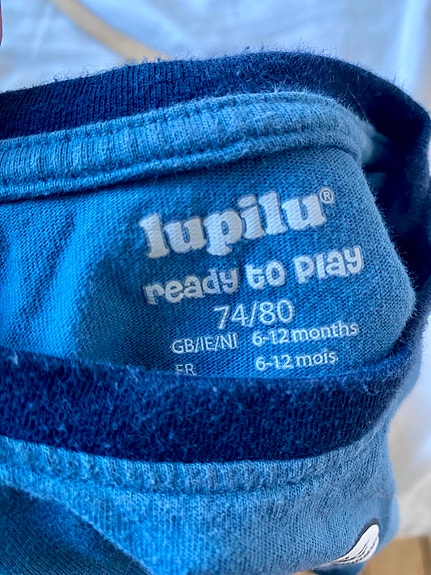 lupilu®
ready to play
74/80
GB/IE/NI 6-12 months
FR 6-12 mois